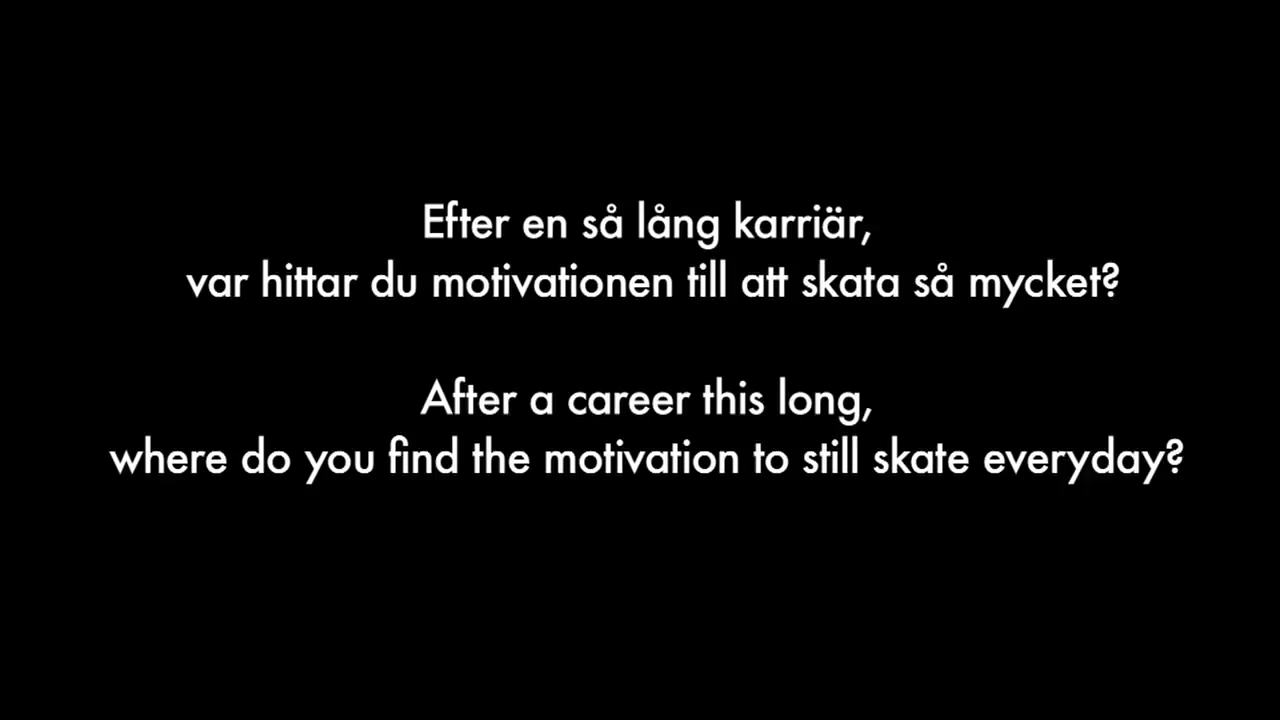 Efter en så lång karriär,
var hittar du motivationen till att skata så mycket?
After a career this long,
where do you find the motivation to still skate everyday?